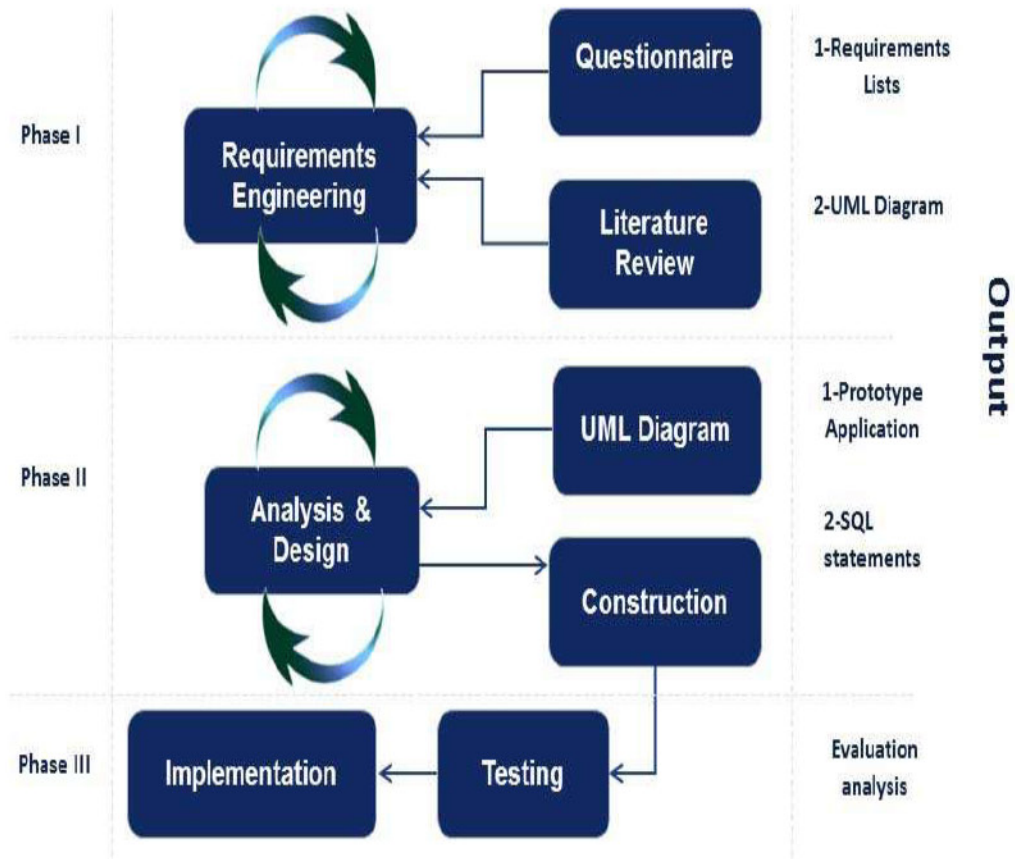 Phase I
Requirements
Engineering
Questionnaire
Literature
Review
1-Requirements
Lists
2-UML Diagram
Output
Phase II
Analysis &
Design
UML Diagram
Construction
1-Prototype
Application
2-SQL
statements
Phase III
Implementation
Testing
Evaluation
analysis